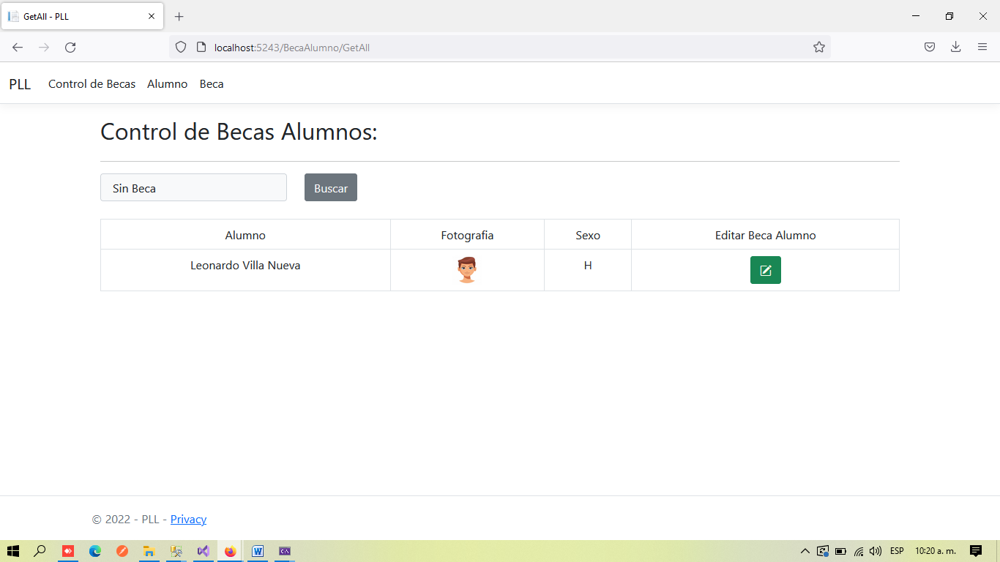 GetAll - PLL
localhost:5243/BecaAlumno/GetAll
PLL Control de Becas Alumno Beca
Control de Becas Alumnos:
Sin Beca Buscar
Alumno Fotografia Sexo Editar Beca Alumno
Leonardo Villa Nueva H
© 2022 - PLL - Privacy
ESP 10:20 a. m.